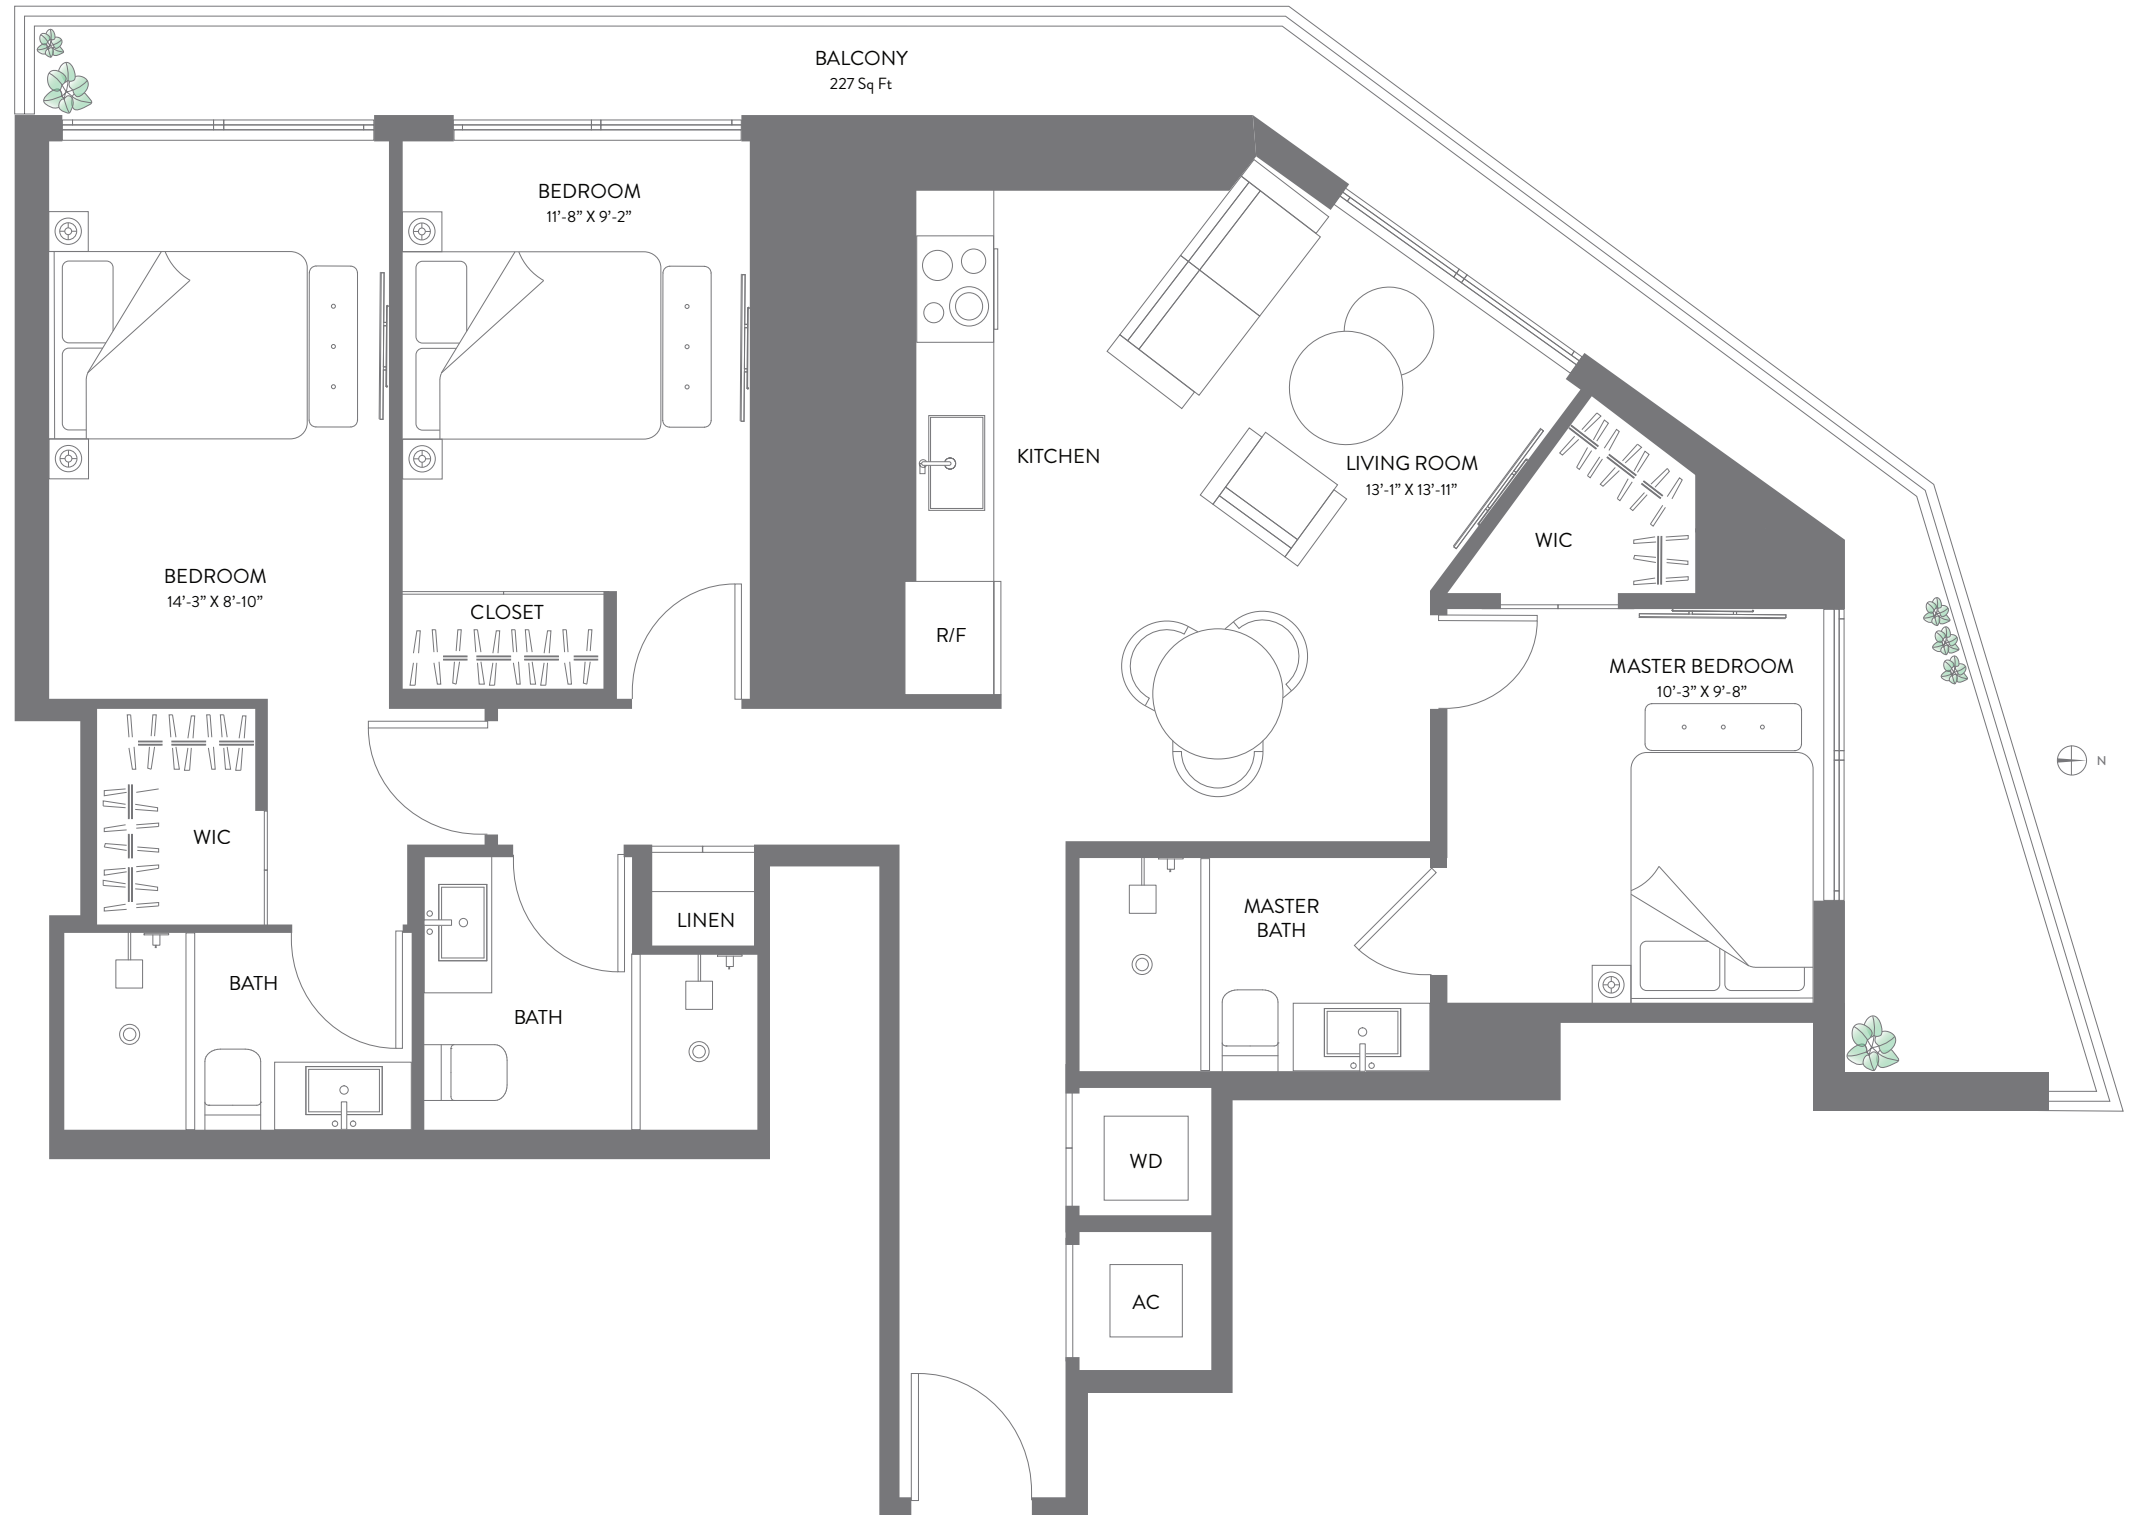 BALCONY
227 Sq Ft
BEDROOM
11’-8” X 9’-2”
KITCHEN
LIVING ROOM
13’-1” X 13’-11”
WIC
BEDROOM
14’-3” X 8’-10”
CLOSET
R/F
MASTER BEDROOM
10’-3” X 9’-8”
N
WIC
LINEN
MASTER
BATH
BATH
BATH
WD
AC